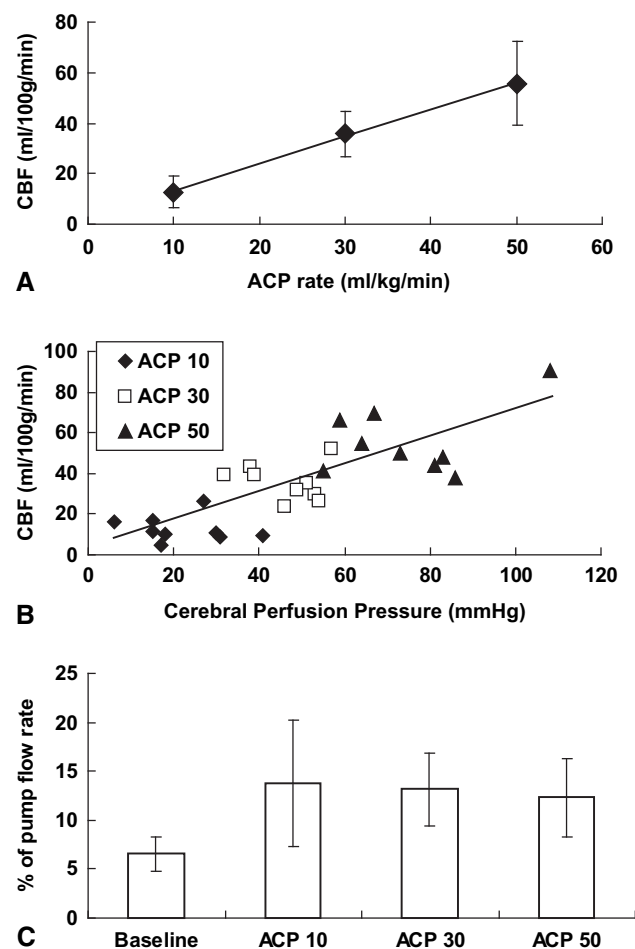 80
60
40
20
0
CBF (ml/100g/min)
0 10 20 30 40 50 60
ACP rate (ml/kg/min)
A
ACP 10
ACP 30
ACP 50
100
80
60
40
20
0
CBF (ml/100g/min)
0 20 40 60 80 100 120
Cerebral Perfusion Pressure (mmHg)
B
25
20
15
10
5
0
% of pump flow rate
Baseline ACP 10 ACP 30 ACP 50
C